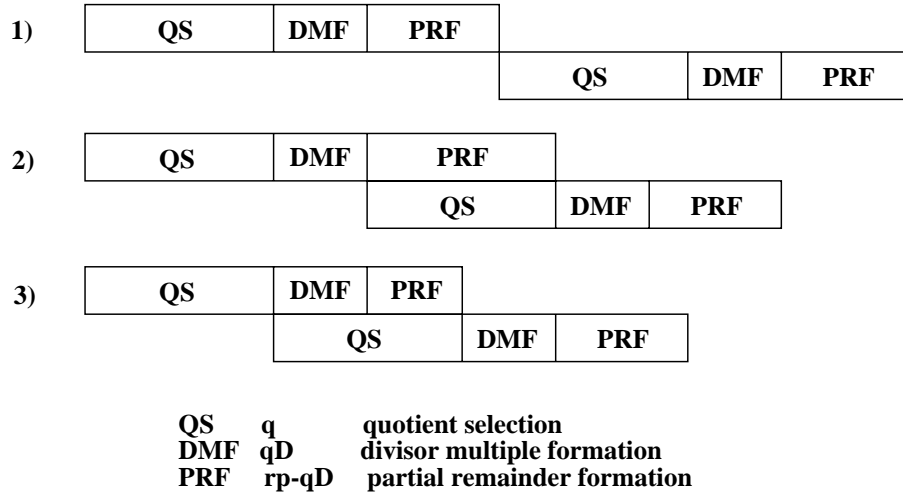 1) QS DMF PRF
QS DMF PRF
2) QS DMF PRF
QS DMF PRF
3) QS DMF PRF
QS DMF PRF
QS q quotient selection
DMF qD divisor multiple formation
PRF rp-qD partial remainder formation